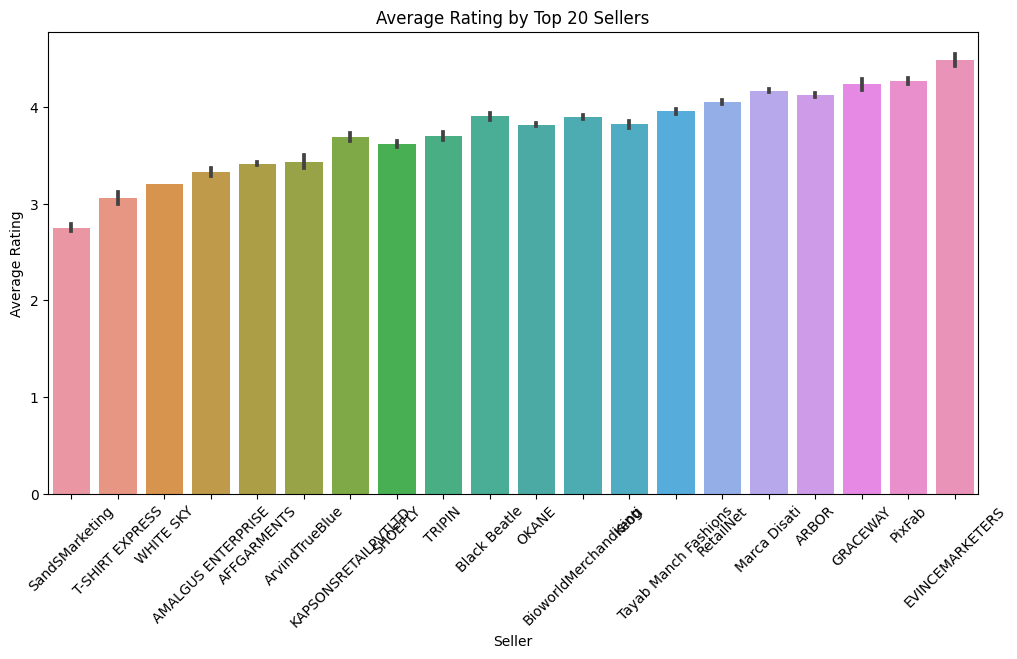 Average Rating by Top 20 Sellers
Average Rating
4
3
2
1
0
SandSMarketing
T-SHIRT EXPRESS
WHITE SKY
AMALGUS ENTERPRISE
AFFGARMENTS
ArvindTrueBlue
KAPSONSRETAILPVTLTD
SHOEFLY
TRIPIN
Black Beatle
OKANE
BioworldMerchandising
Tayab Manch Fashions
RetailNet
Marca Disati
ARBOR
GRACEWAY
PixFab
EVINCEMARKETERS
Seller